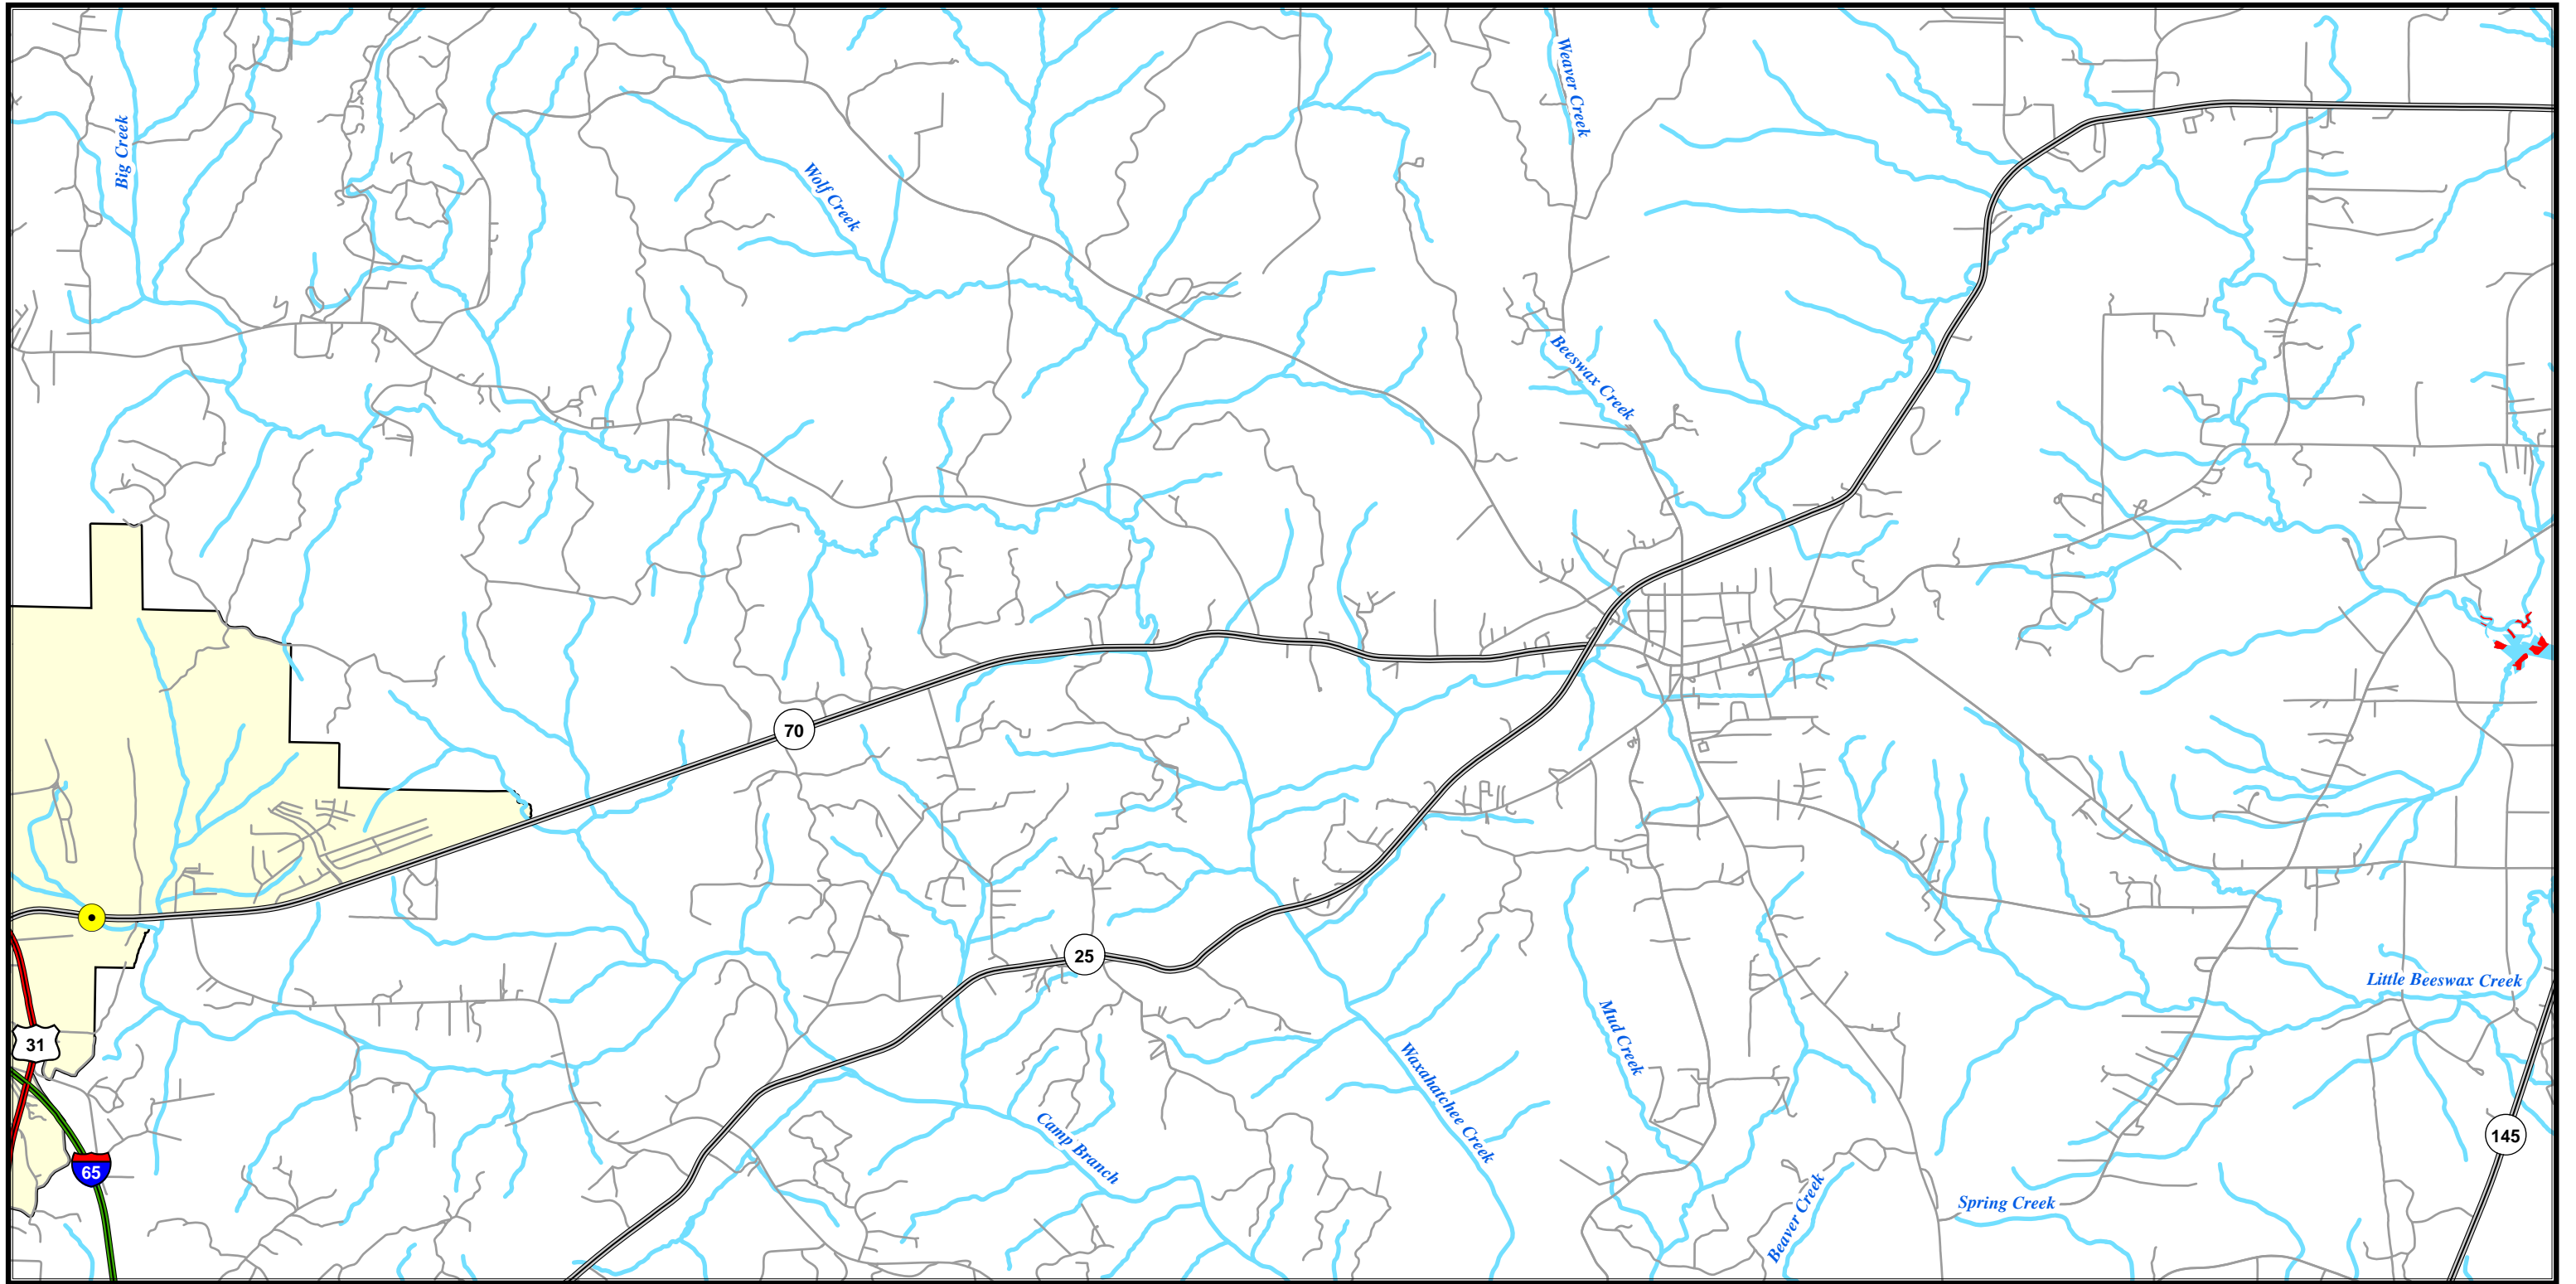 Weaver Creek
Big Creek
Wolf Creek
Beeswax Creek
70
25
Little Beeswax Creek
31
Mud Creek
Waxahatchee Creek
Camp Branch
145
65
Spring Creek
Beaver Creek